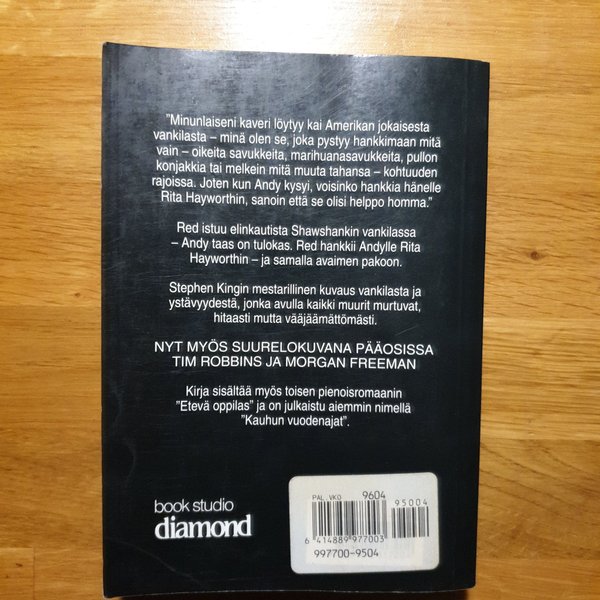 "Minunlaiseni kaveri löytyy kai Amerikan jokaisesta
vankilasta – minä olen se, joka pystyy hankkimaan mitä
vain – oikeita savukkeita, marihuanasavukkeita, pullon
konjakkia tai melkein mitä muuta tahansa – kohtuuden
rajoissa. Joten kun Andy kysyi, voisinko hankkia hänelle
Rita Hayworthin, sanoin että se olisi helppo homma."
Red istuu elinkautista Shawshankin vankilassa
– Andy taas on tulokas. Red hankkii Andylle Rita
Hayworthin – ja samalla avaimen pakoon.
Stephen Kingin mestarillinen kuvaus vankilasta ja
ystävyydestä, jonka avulla kaikki muurit murtuvat,
hitaasti mutta vääjäämättömästi.
NYT MYÖS SUURELOKUVANA PÄÄOSISSA
TIM ROBBINS JA MORGAN FREEMAN
Kirja sisältää myös toisen pienoisromaanin
"Etevä oppilas" ja on julkaistu aiemmin nimellä
"Kauhun vuodenajat".
book studio
diamond
PAL.VKO 9604
95004
6 414889 977003
997700-9504